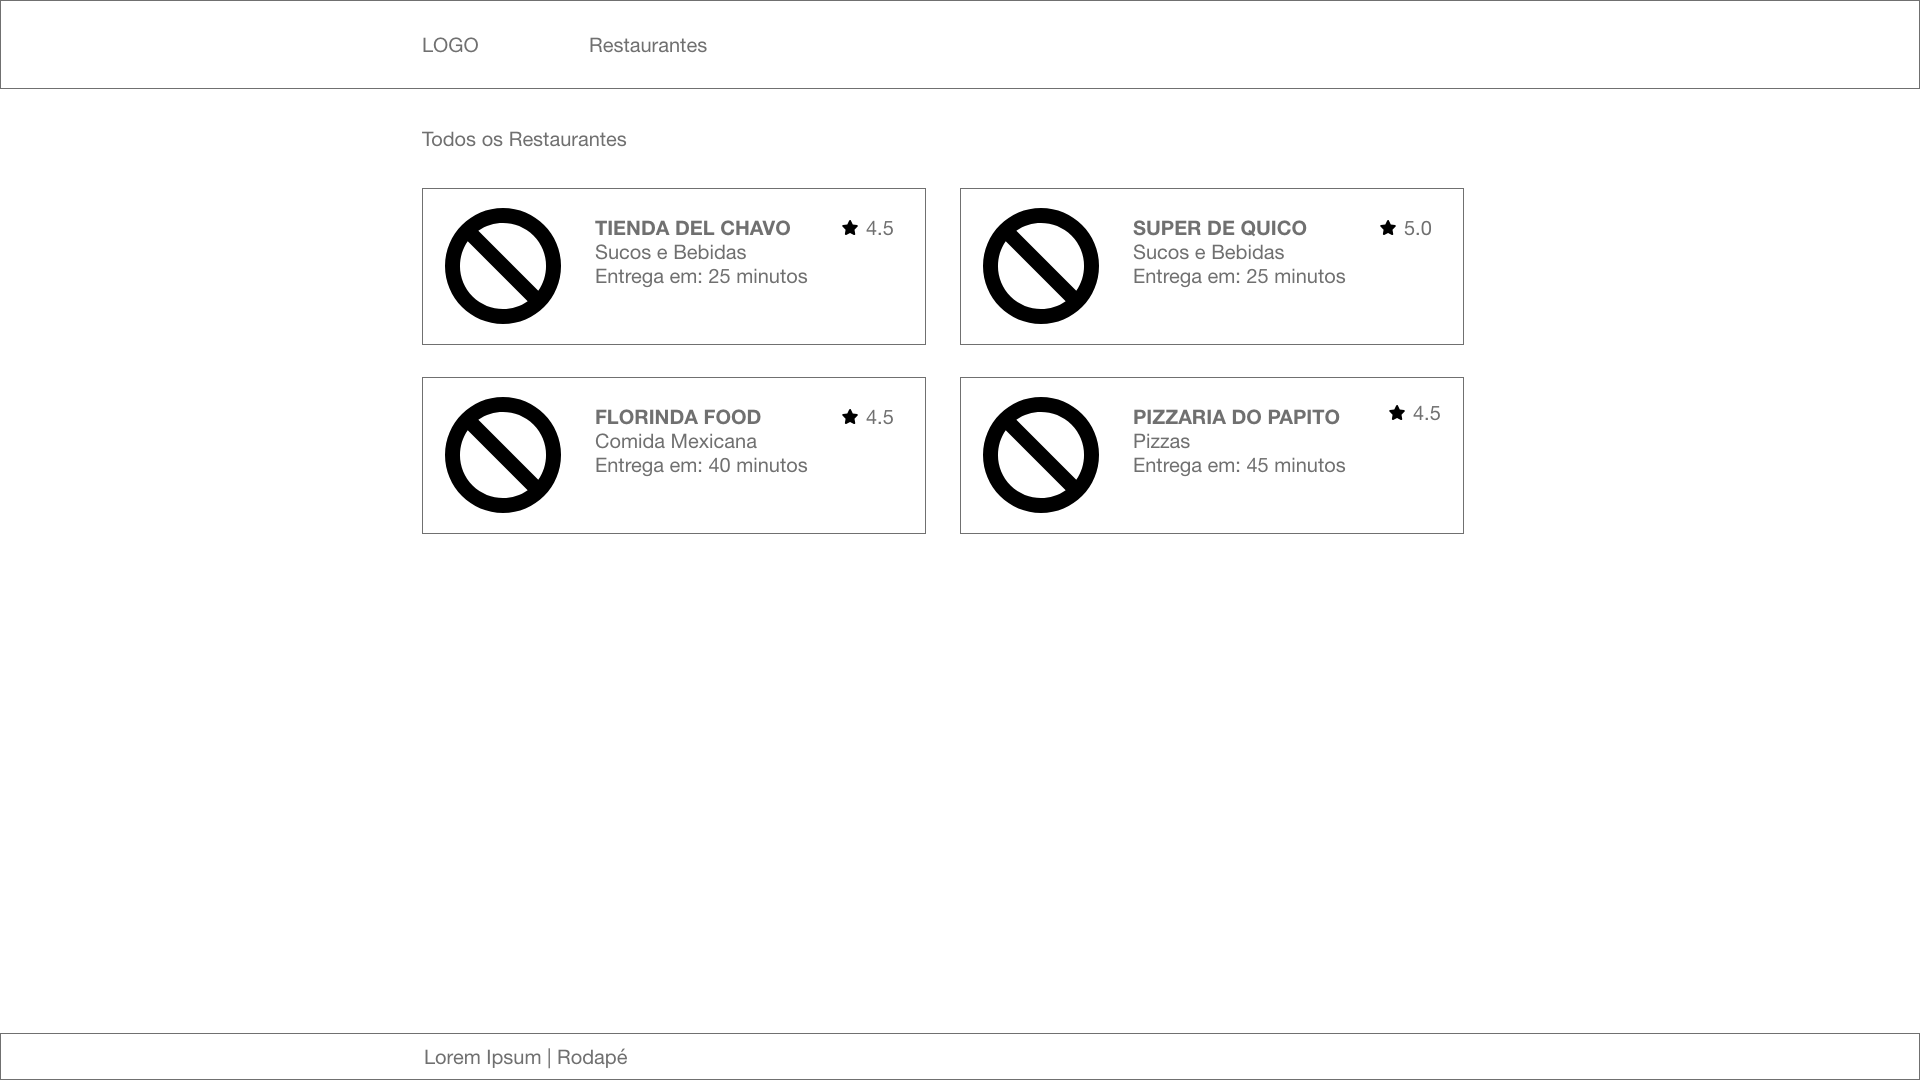 LOGO
Restaurantes
Todos os Restaurantes
TIENDA DEL CHAVO
4.5
Sucos e Bebidas
Entrega em: 25 minutos
SUPER DE QUICO
5.0
Sucos e Bebidas
Entrega em: 25 minutos
FLORINDA FOOD
4.5
Comida Mexicana
Entrega em: 40 minutos
PIZZARIA DO PAPITO
4.5
Pizzas
Entrega em: 45 minutos
Lorem Ipsum | Rodapé